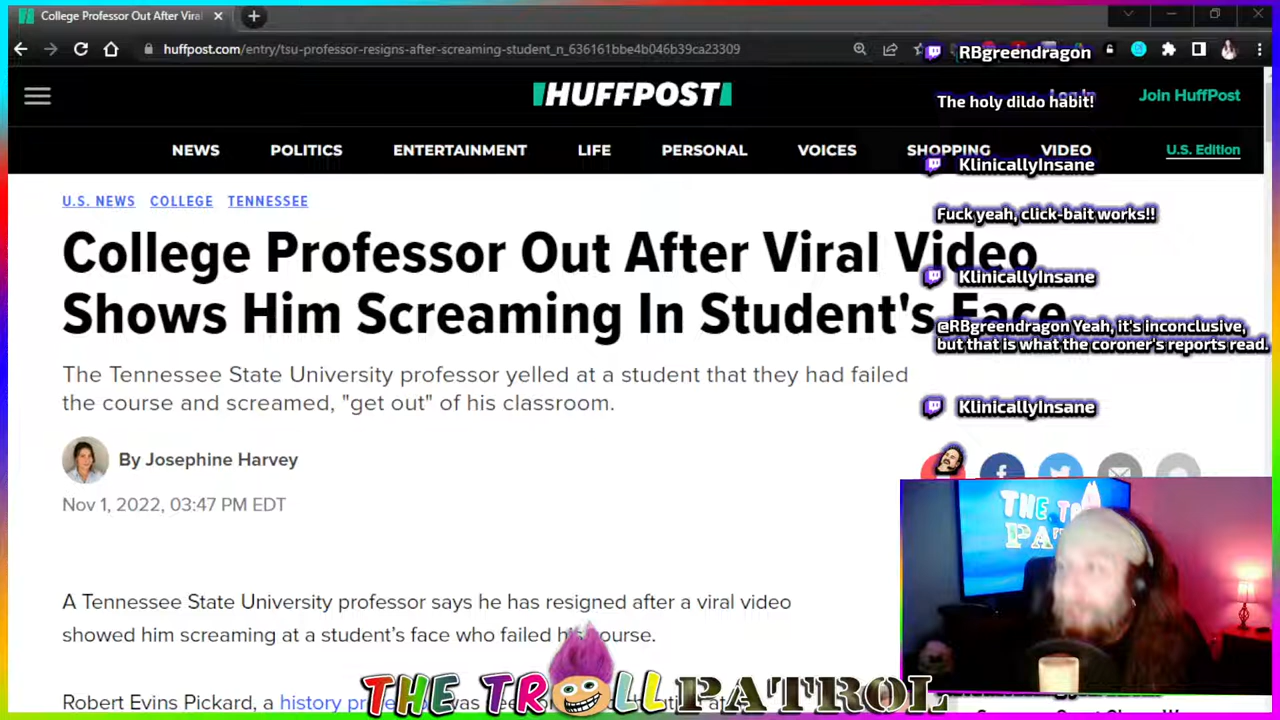 College Professor Out After Viral
huffpost.com/entry/tsu-professor-resigns-after-screaming-student_n_636161bbe4b046b39ca23309
RBgreendragon
The holy dildo habit!
HUFFPOST
Join HuffPost
NEWS POLITICS ENTERTAINMENT LIFE PERSONAL VOICES SHOPPING VIDEO U.S. Edition
KlinicallyInsane
Fuck yeah, click-bait works!!
U.S. NEWS COLLEGE TENNESSEE
College Professor Out After Viral Video
Shows Him Screaming In Student's Face
KlinicallyInsane
@RBgreendragon Yeah, it's inconclusive,
but that is what the coroner's reports read.
The Tennessee State University professor yelled at a student that they had failed
the course and screamed, "get out" of his classroom.
KlinicallyInsane
By Josephine Harvey
Nov 1, 2022, 03:47 PM EDT
THE
PA
A Tennessee State University professor says he has resigned after a viral video
showed him screaming at a student's face who failed his course.
Robert Evins Pickard, a history
THE TROLL PATROL